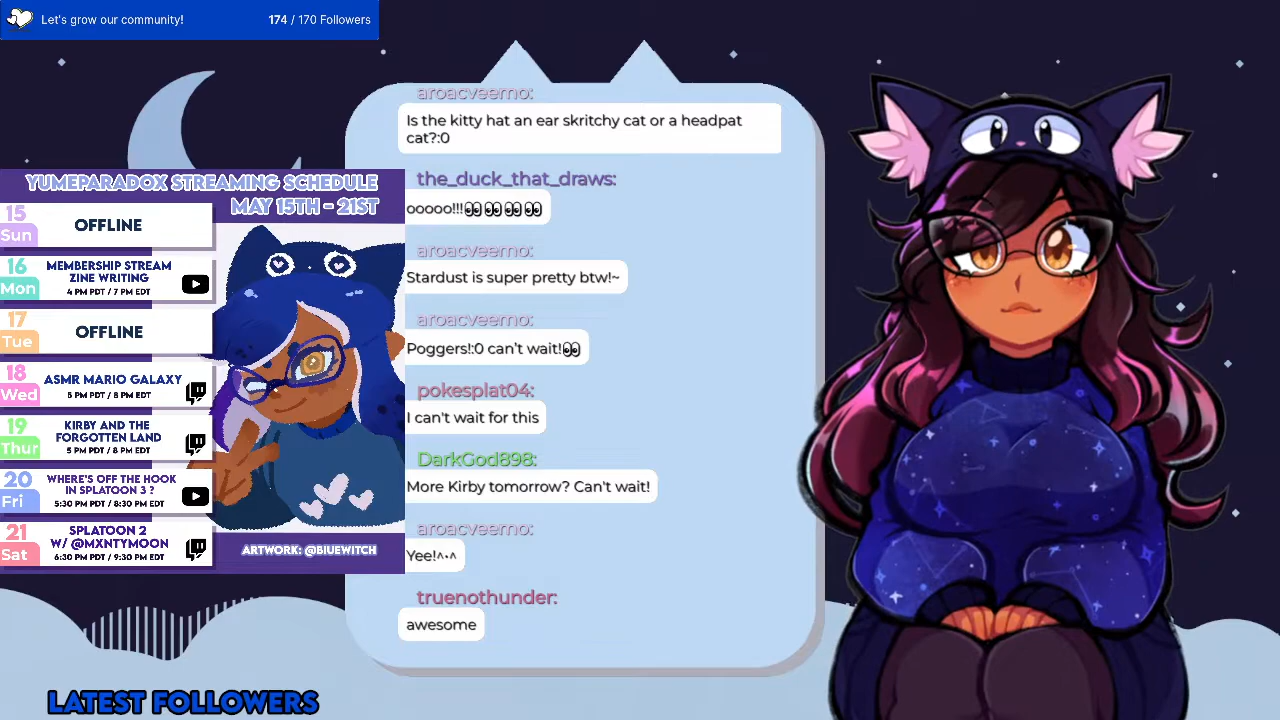 Let's grow our community!
174 / 170 Followers
YUMEPARADOX STREAMING SCHEDULE
MAY 15TH - 21ST
15
Sun
OFFLINE
16
Mon
MEMBERSHIP STREAM
ZINE WRITING
4 PM PDT / 7 PM EDT
17
Tue
OFFLINE
18
Wed
ASMR MARIO GALAXY
5 PM PDT / 8 PM EDT
19
Thur
KIRBY AND THE
FORGOTTEN LAND
5 PM PDT / 8 PM EDT
20
Fri
WHERE'S OFF THE HOOK
IN SPLATOON 3 ?
5:30 PM PDT / 8:30 PM EDT
21
Sat
SPLATOON 2
W/ @MXNTYMOON
6:30 PM PDT / 9:30 PM EDT
ARTWORK: @BIUEWITCH
aroacveemo:
Is the kitty hat an ear skritchy cat or a headpat
cat?:0
the_duck_that_draws:
ooooo!!!👀👀👀👀
aroacveemo:
Stardust is super pretty btw!~
aroacveemo:
Poggers!:0 can't wait!👀
pokesplat04:
I can't wait for this
DarkGod898:
More Kirby tomorrow? Can't wait!
aroacveemo:
Yee!^•^
truenothunder:
awesome
LATEST FOLLOWERS